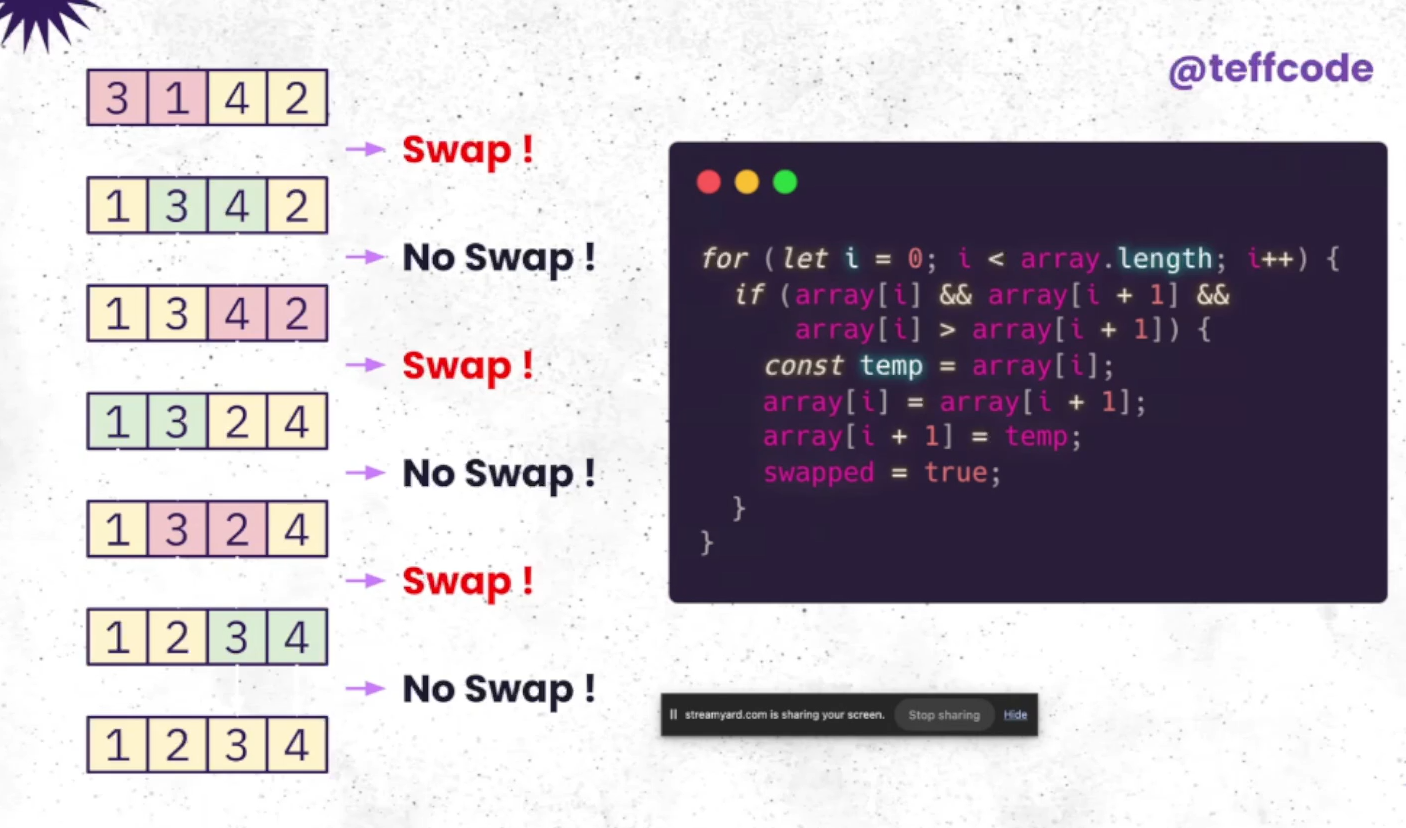 @teffcode
3 1 4 2
Swap !
1 3 4 2
No Swap !
1 3 4 2
Swap !
1 3 2 4
No Swap !
1 3 2 4
Swap !
1 2 3 4
No Swap !
1 2 3 4
for (let i = 0; i < array.length; i++) {
  if (array[i] && array[i + 1] &&
      array[i] > array[i + 1]) {
    const temp = array[i];
    array[i] = array[i + 1];
    array[i + 1] = temp;
    swapped = true;
  }
}
streamyard.com is sharing your screen. Stop sharing Hide